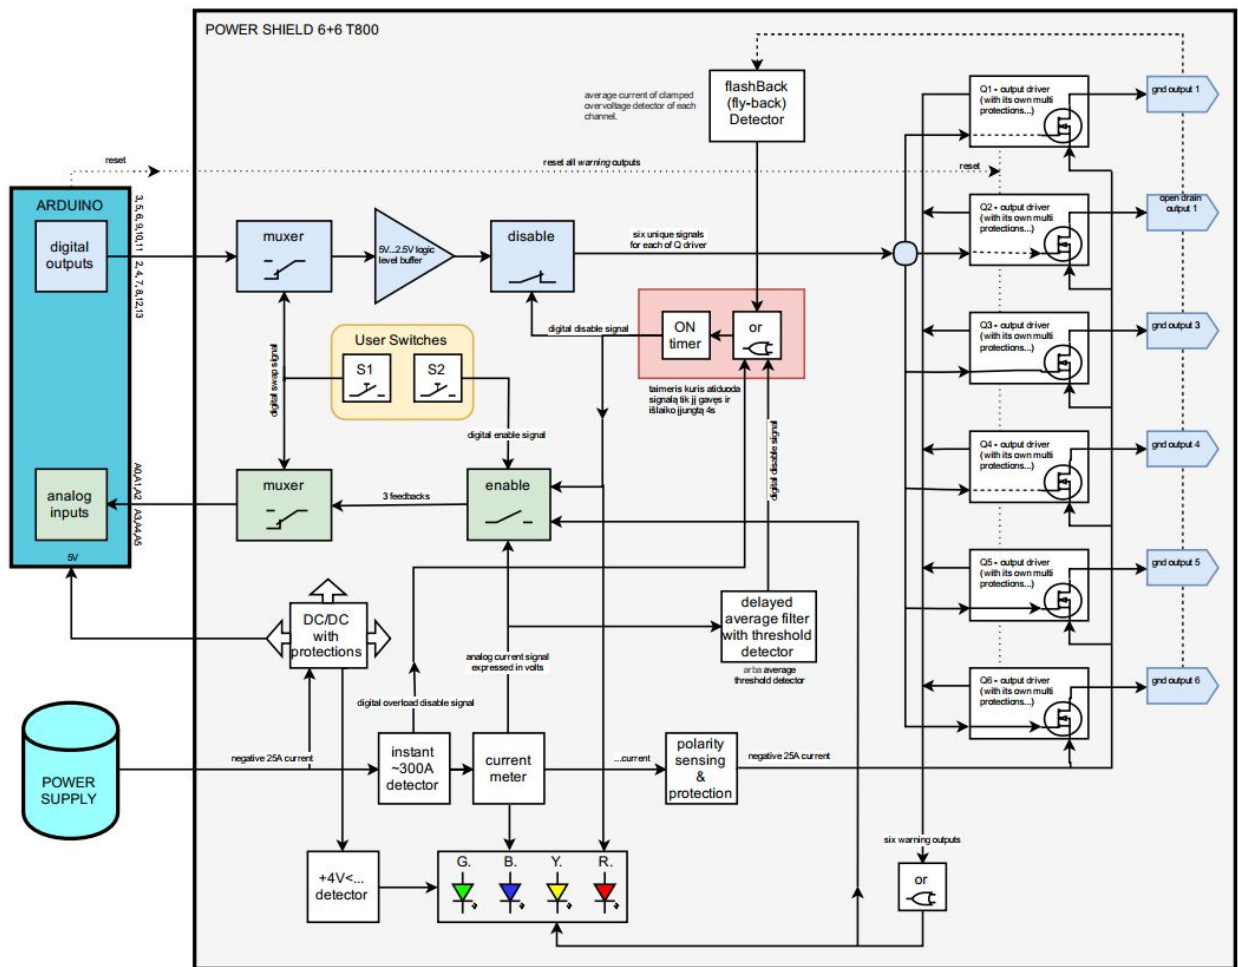 POWER SHIELD 6+6 T800
flashBack
(fly-back)
Detector
average current of clamped
overvoltage detector of each
channel.
Q1 - output driver
(with its own multi
protections...)
gnd output 1
reset
reset all warning outputs
reset
ARDUINO
3, 5, 6, 9,10,11
2, 4, 7, 8,12,13
digital
outputs
muxer
5V...2.5V logic
level buffer
disable
six unique signals
for each of Q driver
Q2 - output driver
(with its own multi
protections...)
open drain
output 1
digital disable signal
ON
timer
or
taimeris kuris atiduoda
signalą tik jį gavęs ir
išlaiko įjungtą 4s
Q3 - output driver
(with its own multi
protections...)
gnd output 3
User Switches
S1
S2
digital swap signal
digital enable signal
digital disable signal
Q4 - output driver
(with its own multi
protections...)
gnd output 4
analog
inputs
A0,A1,A2
A3,A4,A5
5V
muxer
3 feedbacks
enable
Q5 - output driver
(with its own multi
protections...)
gnd output 5
DC/DC
with
protections
analog current signal
expressed in volts
delayed
average filter
with threshold
detector
arba average
threshold detector
Q6 - output driver
(with its own multi
protections...)
gnd output 6
digital overload disable signal
POWER
SUPPLY
negative 25A current
instant
~300A
detector
current
meter
...current
polarity
sensing
&
protection
negative 25A current
six warning outputs
or
+4V<...
detector
G. B. Y. R.